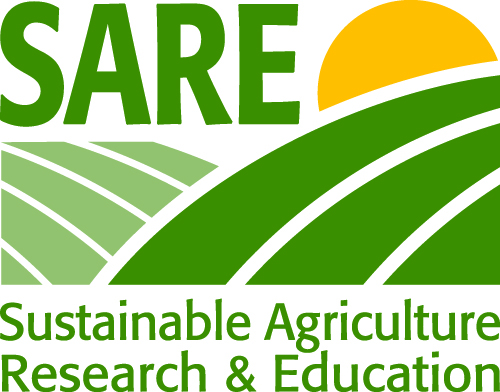 SARE
Sustainable Agriculture
Research & Education